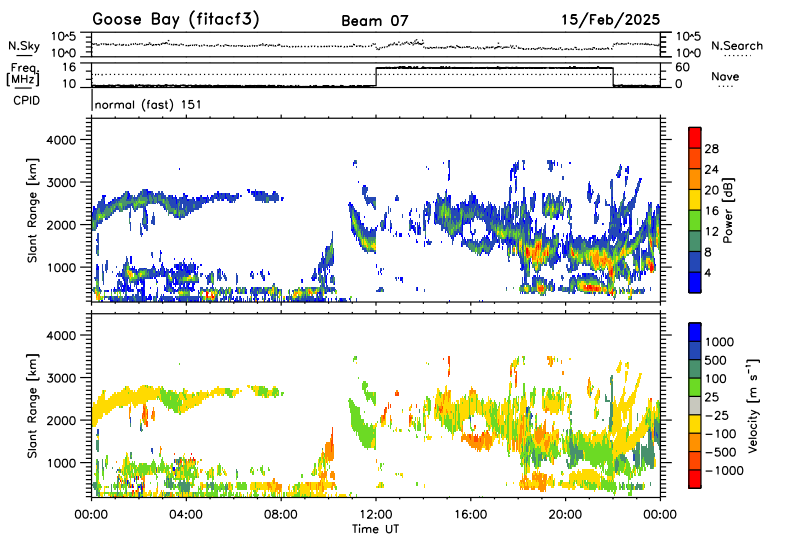 Goose Bay (fitacf3) Beam 07 15/Feb/2025
N.Sky 10^5 10^0 10^5 10^0 N.Search
Freq. [MHz] 16 10 60 0 Nave
CPID normal (fast) 151
Slant Range [km] 4000 3000 2000 1000
Power [dB] 28 24 20 16 12 8 4
Slant Range [km] 4000 3000 2000 1000
Velocity [m s⁻¹] 1000 500 100 25 −25 −100 −500 −1000
00:00 04:00 08:00 12:00 16:00 20:00 00:00
Time UT